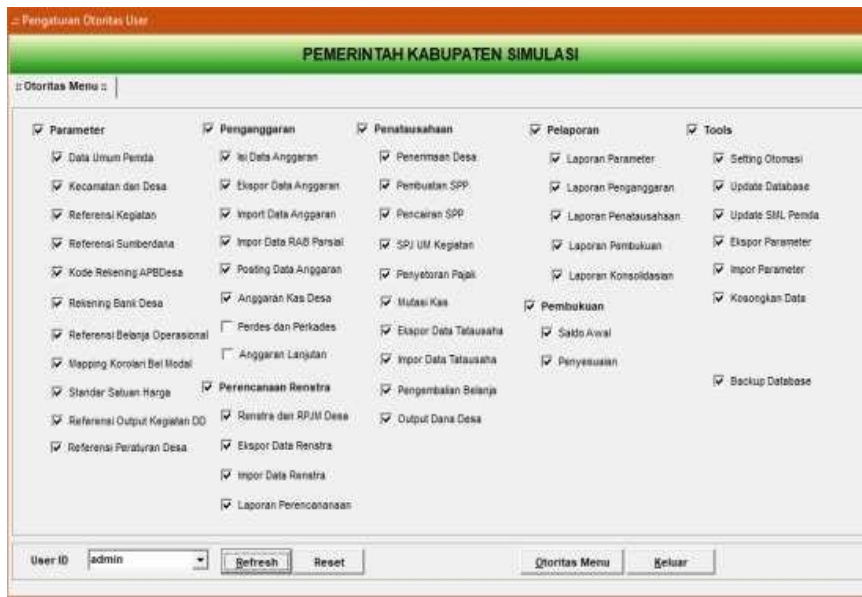 .:: Pengaturan Otoritas User
PEMERINTAH KABUPATEN SIMULASI
:: Otoritas Menu ::
Parameter
Data Umum Pemda
Kecamatan dan Desa
Referensi Kegiatan
Referensi Sumberdana
Kode Rekening APBDesa
Rekening Bank Desa
Referensi Belanja Operasional
Mapping Korolari Bel Modal
Standar Satuan Harga
Referensi Output Kegiatan DD
Referensi Peraturan Desa
Penganggaran
Isi Data Anggaran
Ekspor Data Anggaran
Import Data Anggaran
Impor Data RAB Parsial
Posting Data Anggaran
Anggaran Kas Desa
Perdes dan Perkades
Anggaran Lanjutan
Perencanaan Renstra
Renstra dan RPJM Desa
Ekspor Data Renstra
Impor Data Renstra
Laporan Perencananaan
Penatausahaan
Penerimaan Desa
Pembuatan SPP
Pencairan SPP
SPJ UM Kegiatan
Penyetoran Pajak
Mutasi Kas
Ekspor Data Tatausaha
Impor Data Tatausaha
Pengembalian Belanja
Output Dana Desa
Pelaporan
Laporan Parameter
Laporan Penganggaran
Laporan Penatausahaan
Laporan Pembukuan
Laporan Konsolidasian
Pembukuan
Saldo Awal
Penyesuaian
Tools
Setting Otomasi
Update Database
Update SML Pemda
Ekspor Parameter
Impor Parameter
Kosongkan Data
Backup Database
User ID admin Refresh Reset Otoritas Menu Keluar